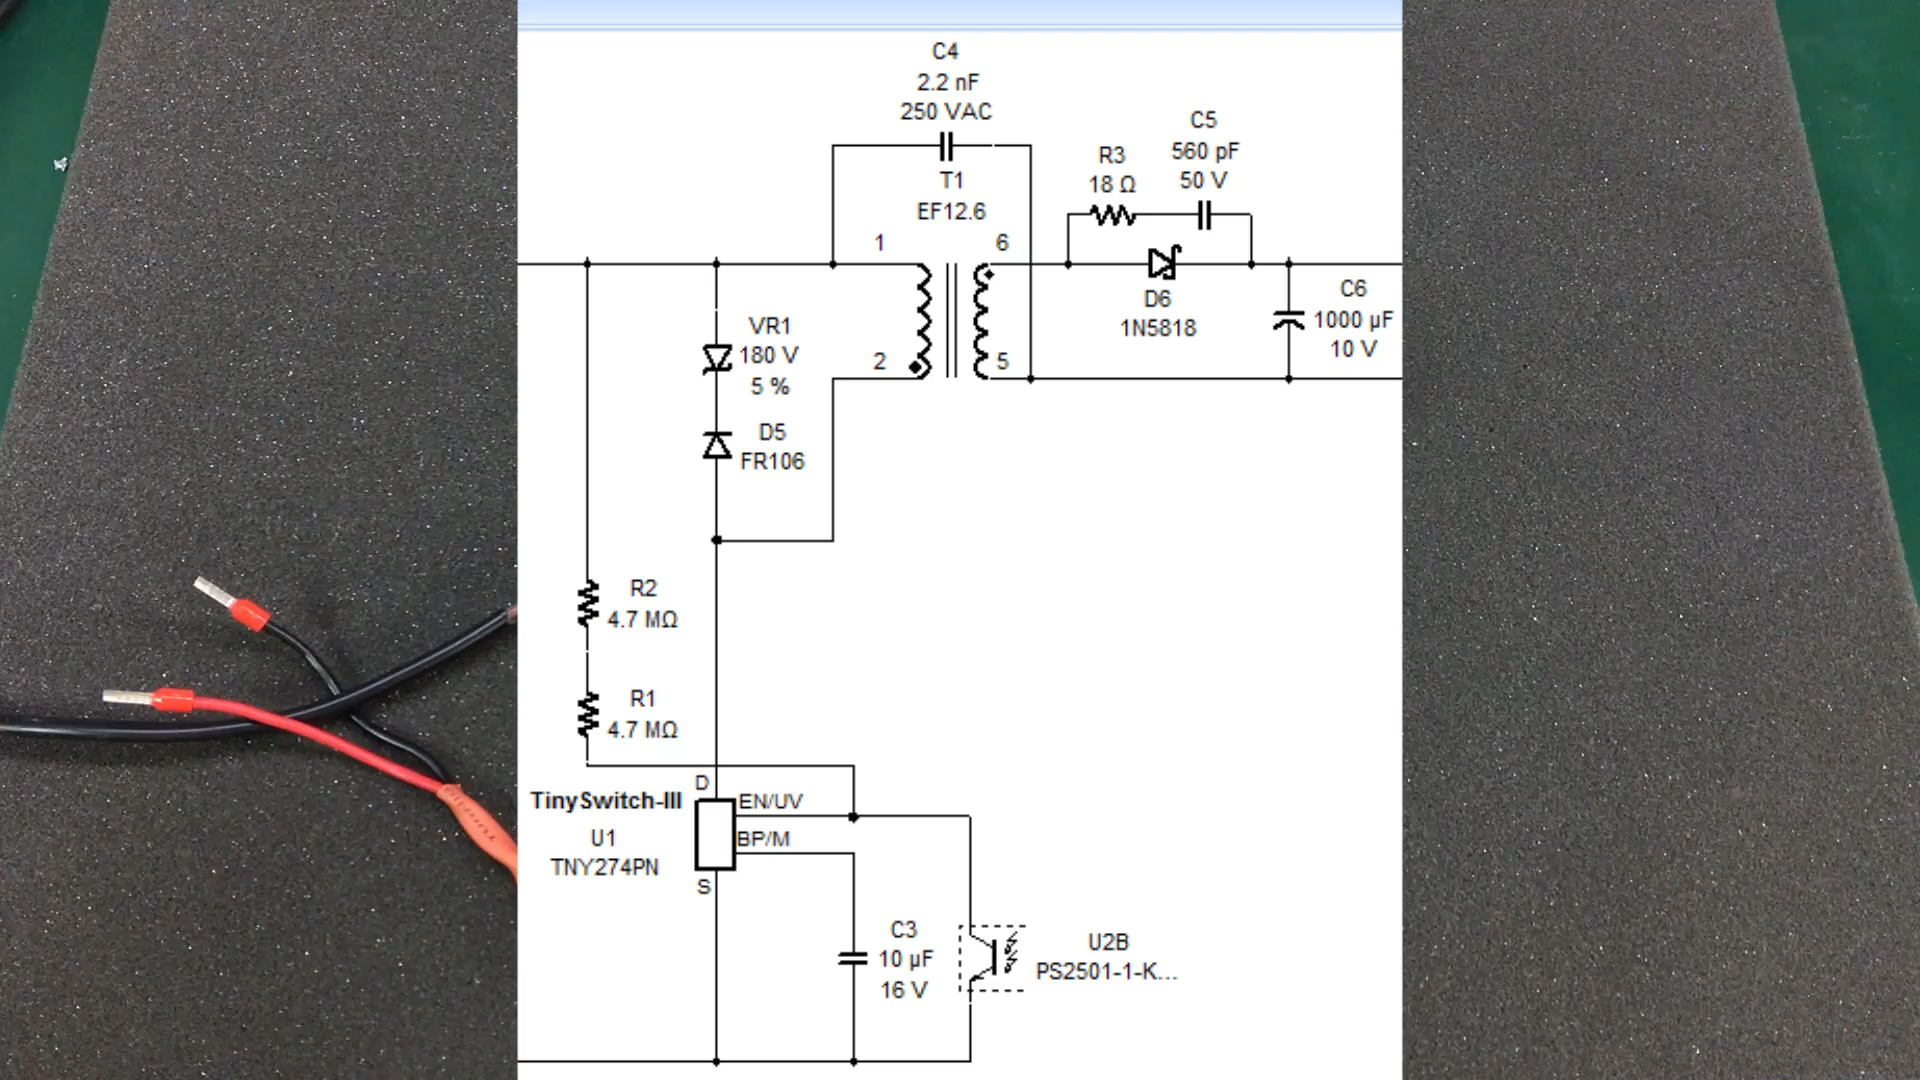 C4
2.2 nF
250 VAC
C5
560 pF
50 V
R3
18 Ω
T1
EF12.6
1
6
D6
1N5818
C6
1000 µF
10 V
VR1
180 V
5 %
2
5
D5
FR106
R2
4.7 MΩ
R1
4.7 MΩ
D
TinySwitch-III
EN/UV
U1
BP/M
TNY274PN
S
C3
10 µF
16 V
U2B
PS2501-1-K...